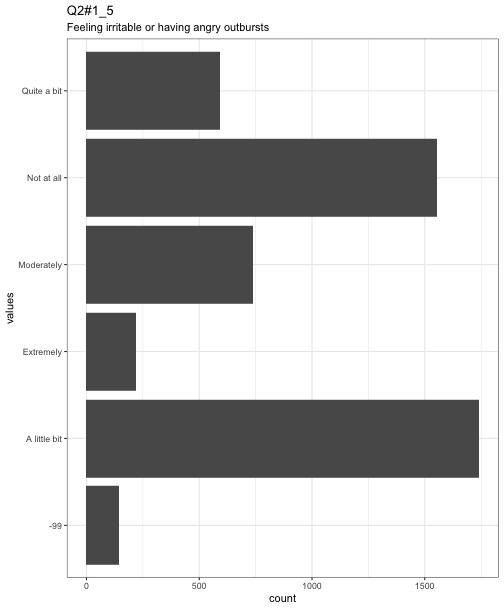 Q2#1_5
Feeling irritable or having angry outbursts
Quite a bit
Not at all
Moderately
Extremely
A little bit
-99
values
0 500 1000 1500
count